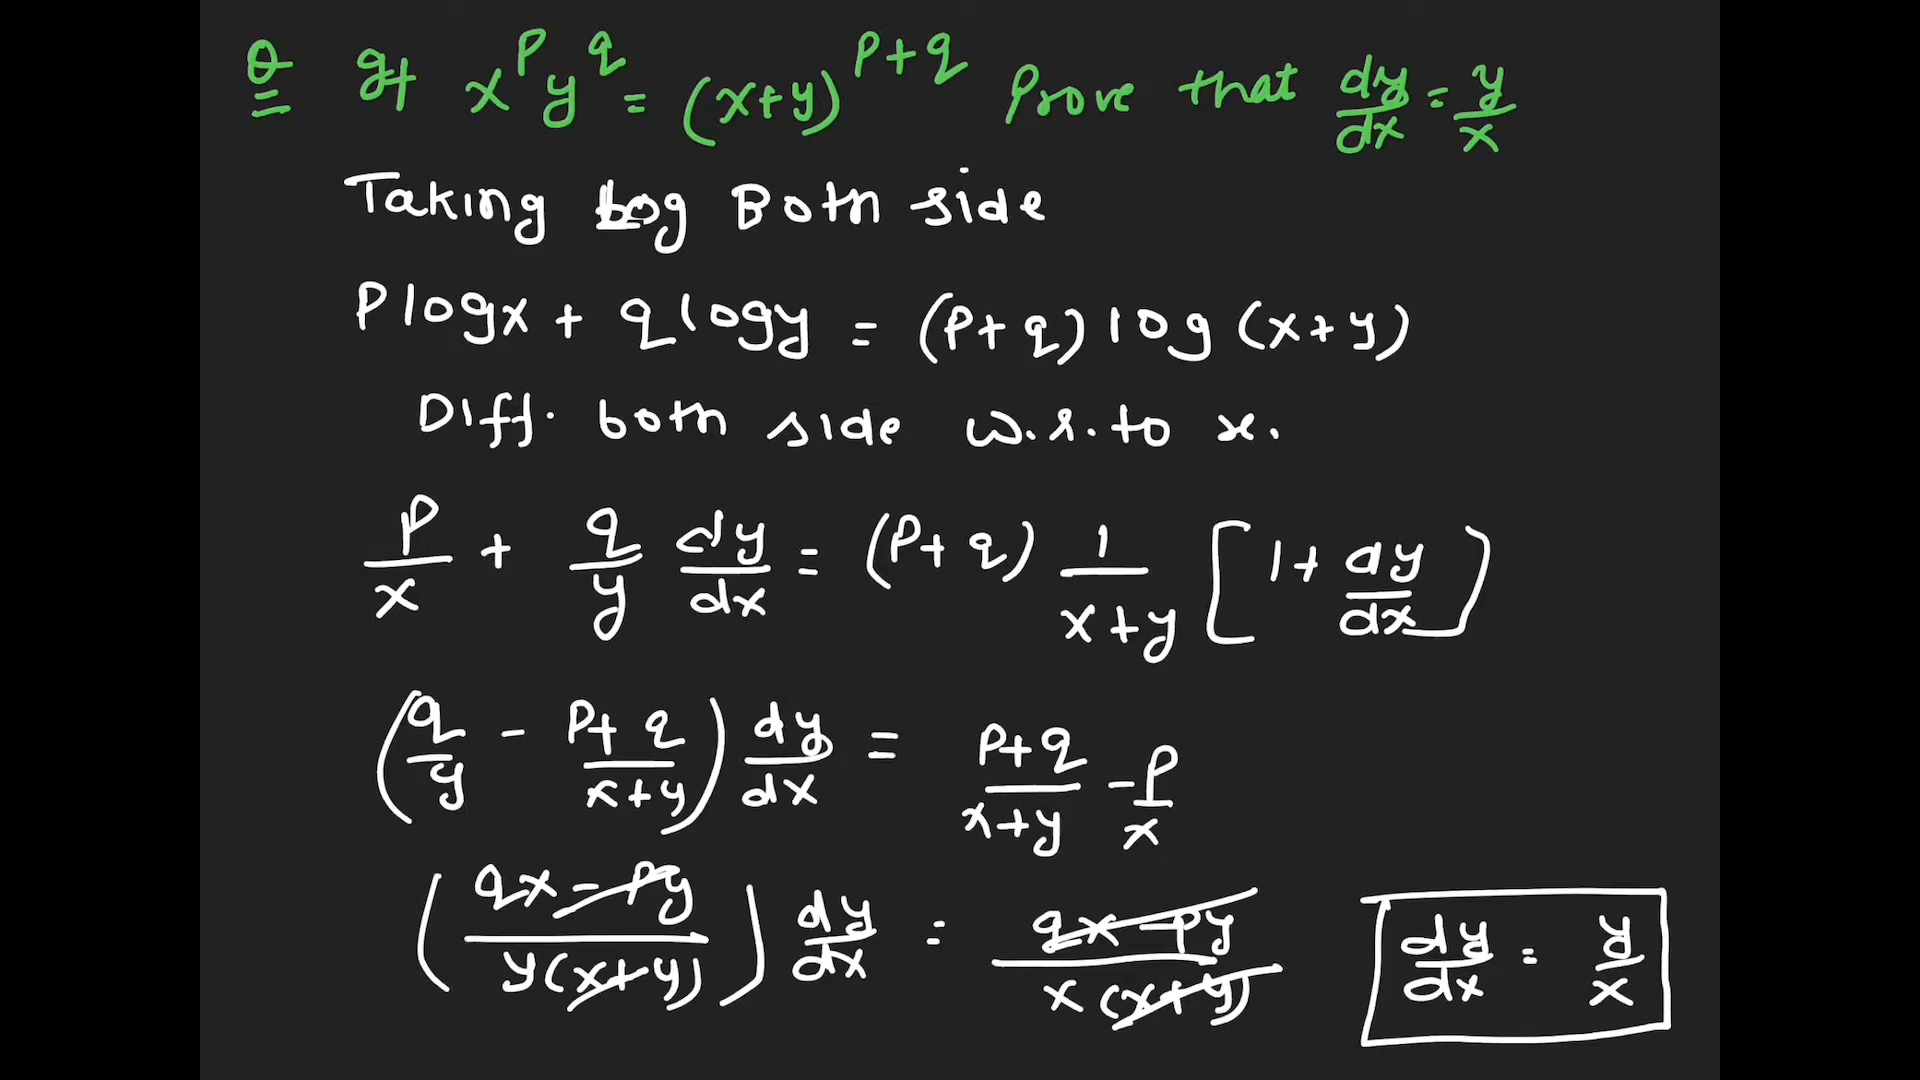 Q If x^p y^q = (x+y)^(p+q) Prove that dy/dx = y/x
Taking Log Both side
P log x + q log y = (P+q) log (x+y)
Diff. both side w.r.to x.
P/x + q/y dy/dx = (P+q) 1/(x+y) [1 + dy/dx]
(q/y - (P+q)/(x+y)) dy/dx = (P+q)/(x+y) - P/x
((qx - Py)/(y(x+y))) dy/dx = (qx - Py)/(x(x+y)) dy/dx = y/x